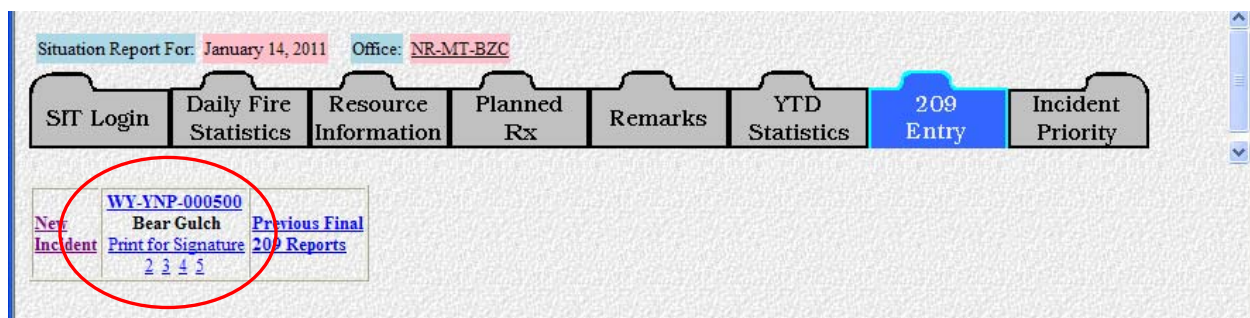 Situation Report For: January 14, 2011 Office: NR-MT-BZC
SIT Login
Daily Fire
Statistics
Resource
Information
Planned
Rx
Remarks
YTD
Statistics
209
Entry
Incident
Priority
New
Incident
WY-YNP-000500
Bear Gulch
Print for Signature
2 3 4 5
Previous Final
209 Reports